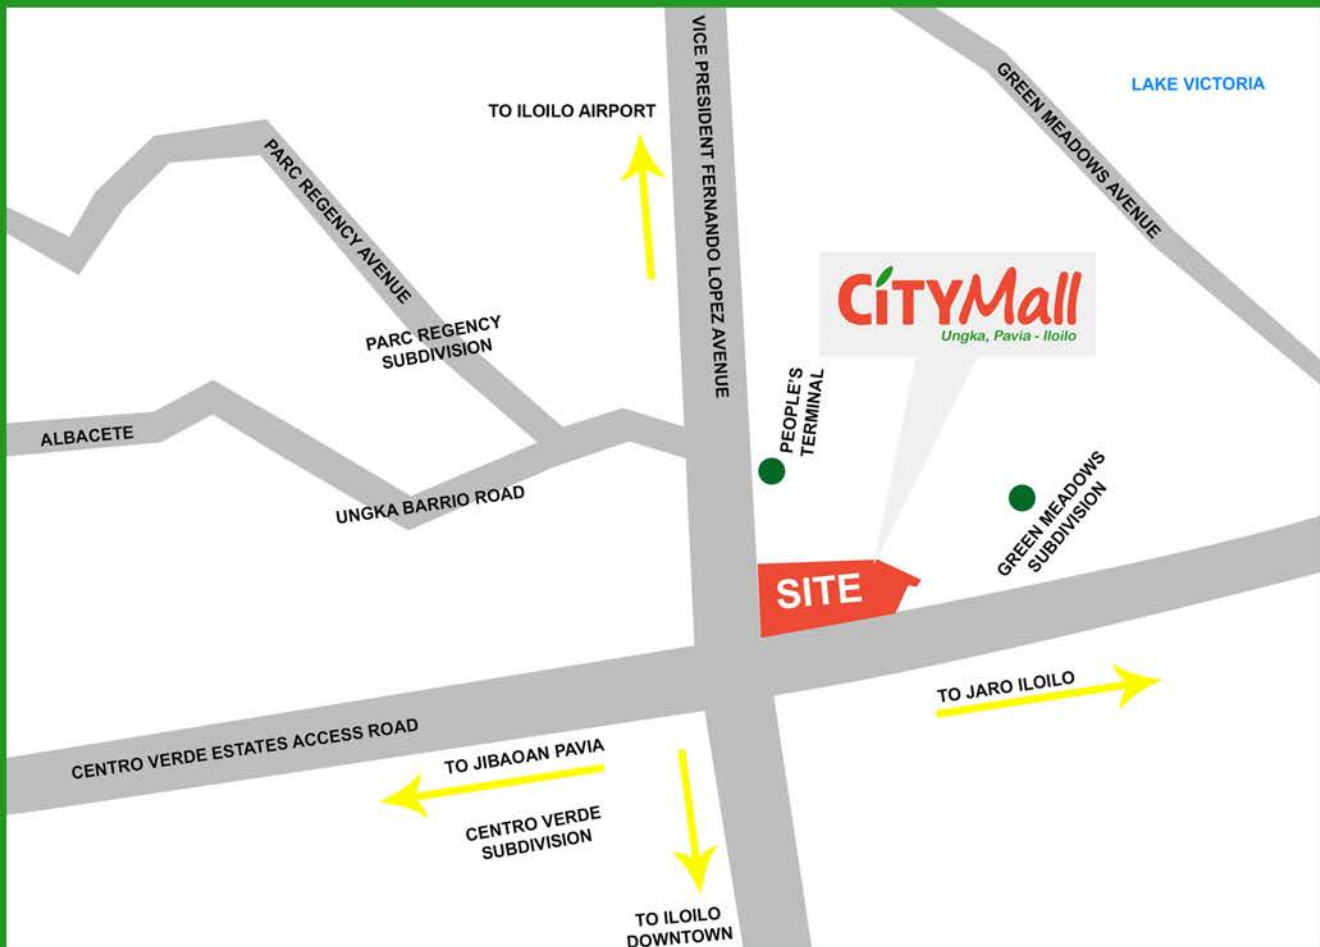 VICE PRESIDENT FERNANDO LOPEZ AVENUE
GREEN MEADOWS AVENUE
LAKE VICTORIA
TO ILOILO AIRPORT
PARC REGENCY AVENUE
PARC REGENCY
SUBDIVISION
CiTYMall
Ungka, Pavia - Iloilo
PEOPLE'S
TERMINAL
ALBACETE
UNGKA BARRIO ROAD
GREEN MEADOWS
SUBDIVISION
SITE
TO JARO ILOILO
CENTRO VERDE ESTATES ACCESS ROAD
TO JIBAOAN PAVIA
CENTRO VERDE
SUBDIVISION
TO ILOILO
DOWNTOWN